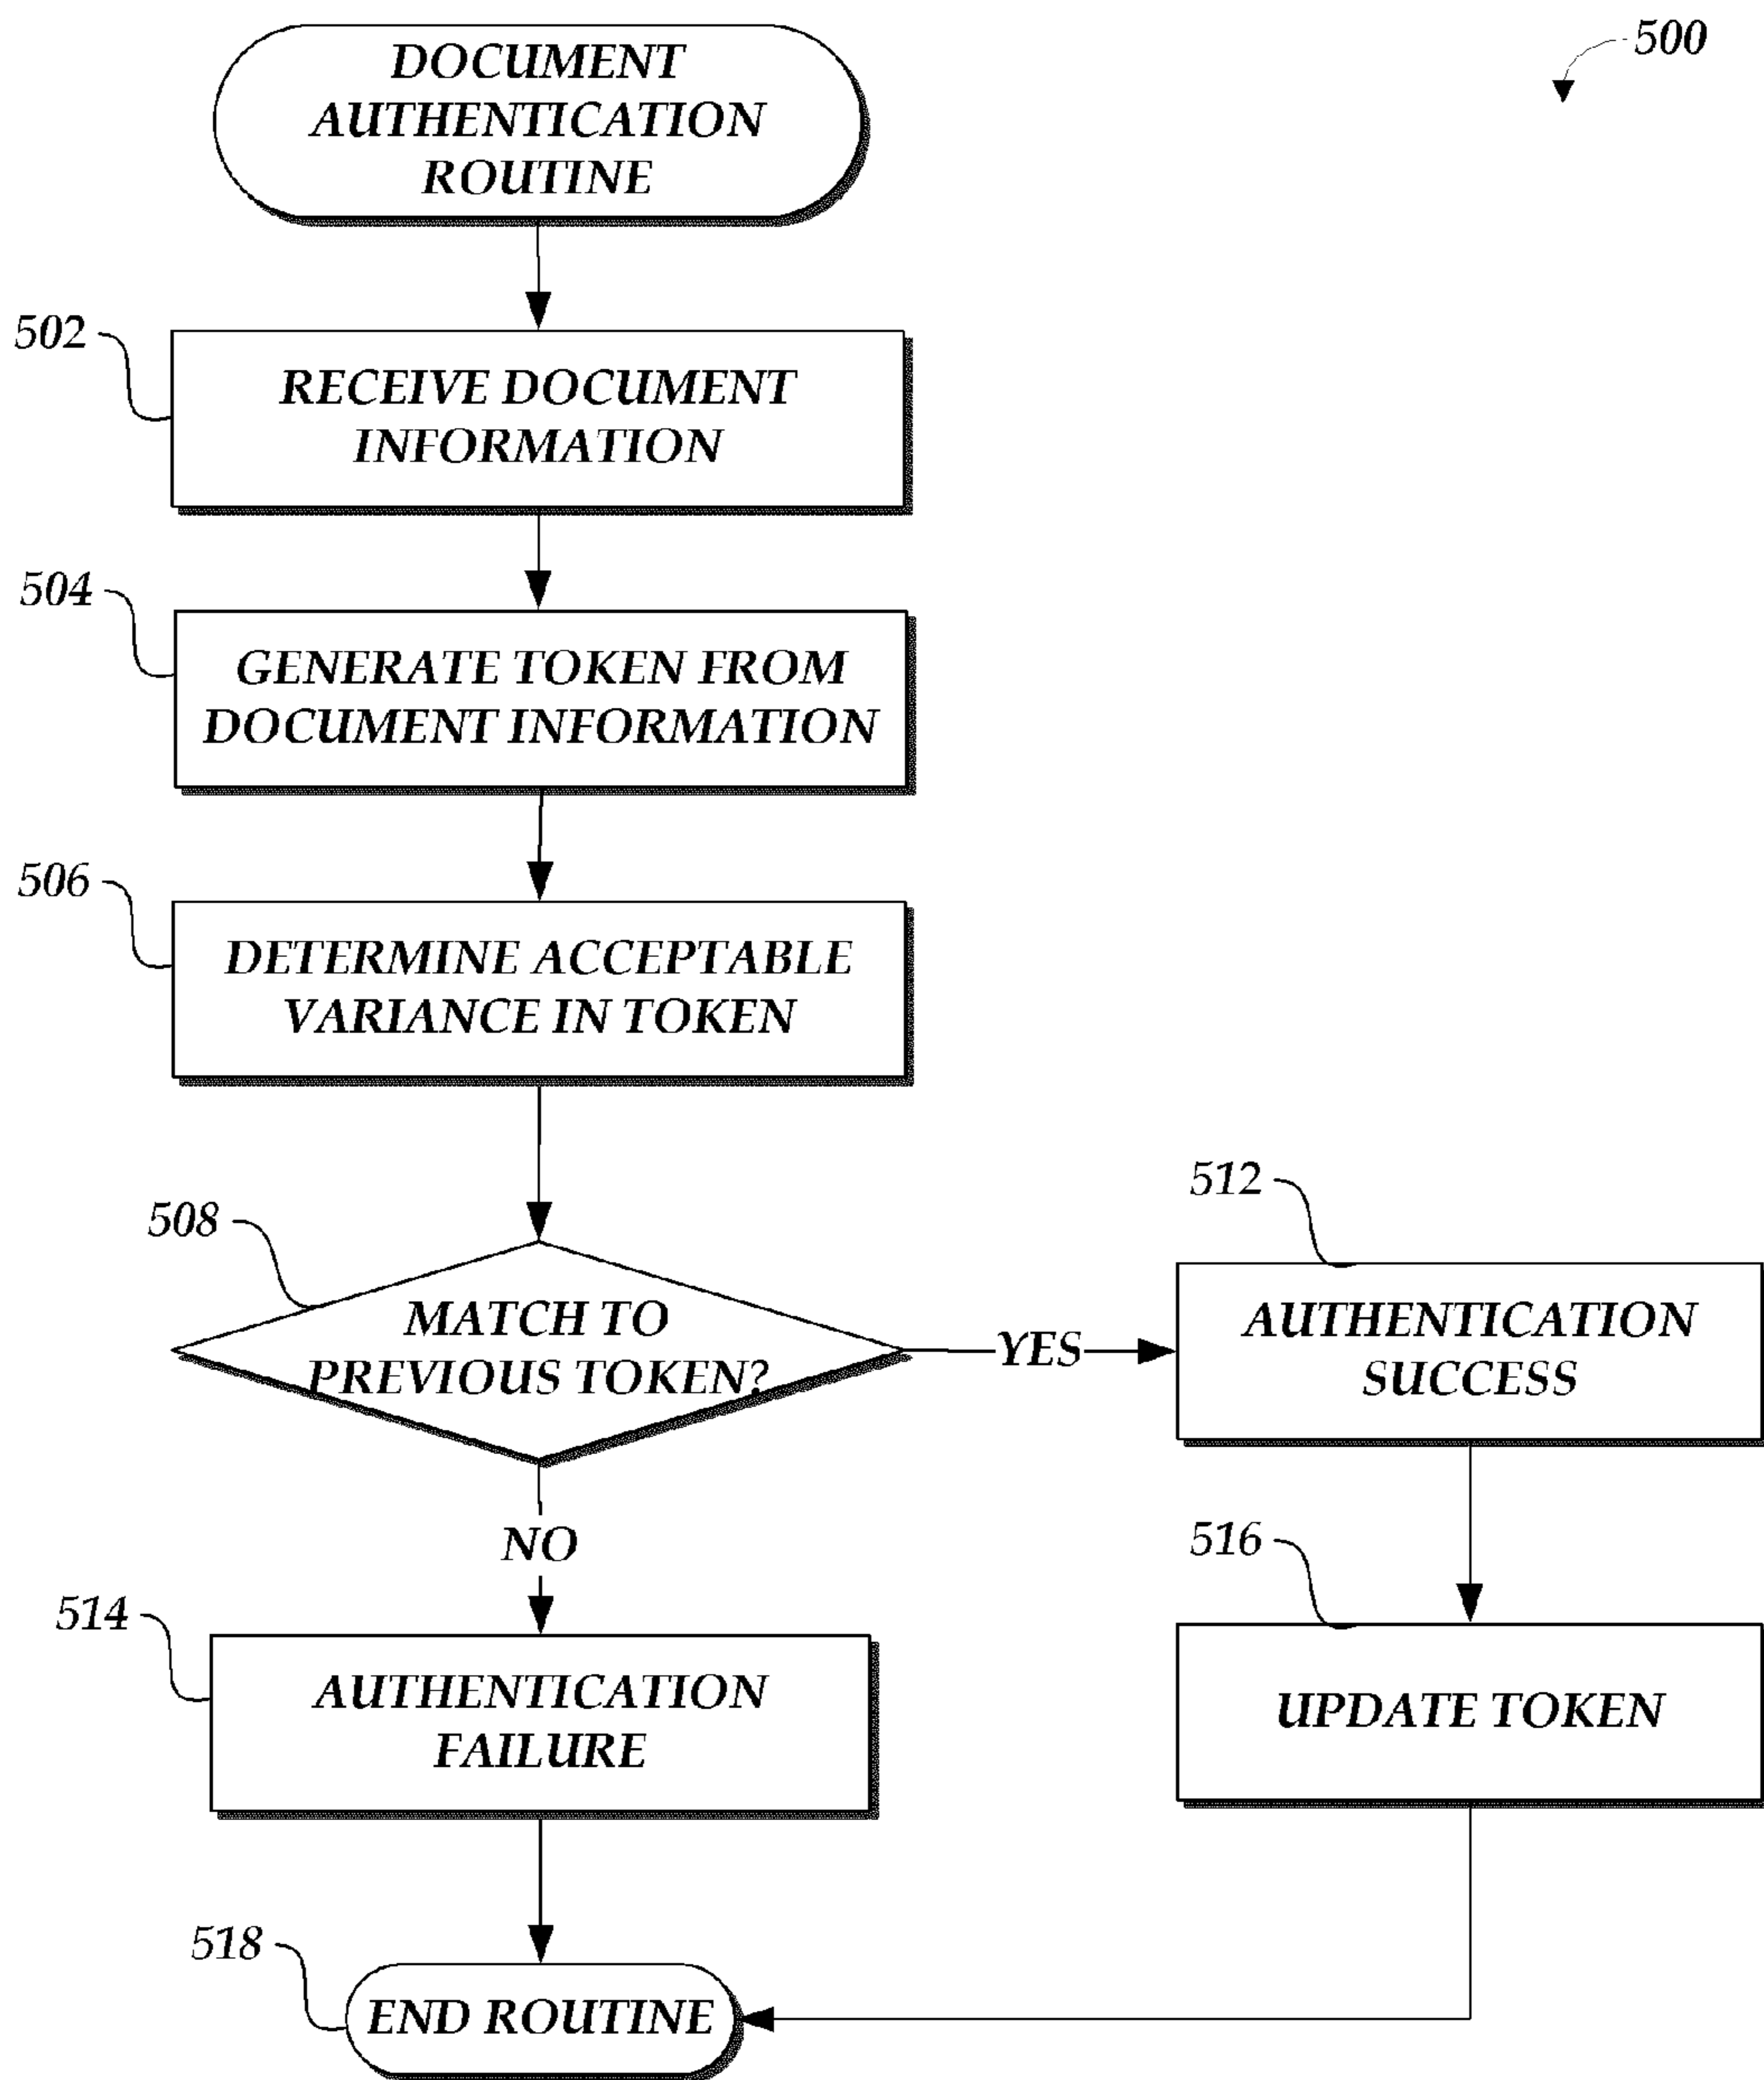 500
DOCUMENT
AUTHENTICATION
ROUTINE
502
RECEIVE DOCUMENT
INFORMATION
504
GENERATE TOKEN FROM
DOCUMENT INFORMATION
506
DETERMINE ACCEPTABLE
VARIANCE IN TOKEN
508
MATCH TO
PREVIOUS TOKEN?
YES
512
AUTHENTICATION
SUCCESS
NO
516
UPDATE TOKEN
514
AUTHENTICATION
FAILURE
518
END ROUTINE